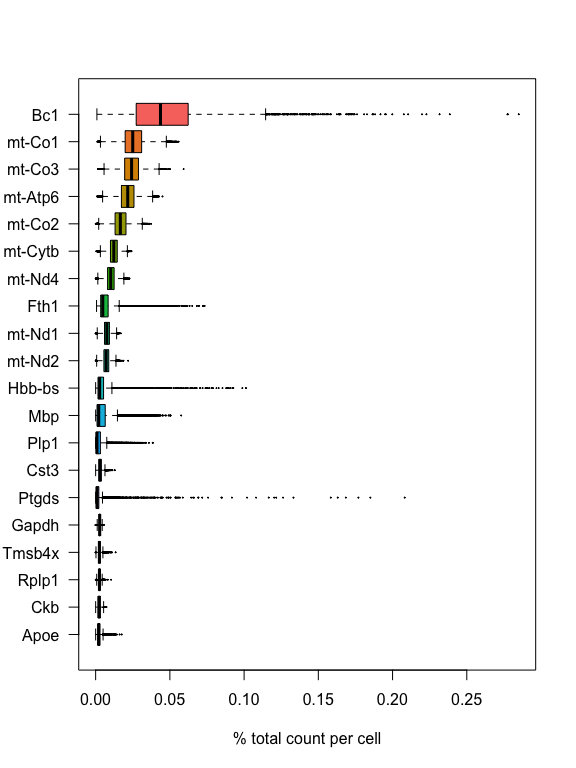 Bc1
mt-Co1
mt-Co3
mt-Atp6
mt-Co2
mt-Cytb
mt-Nd4
Fth1
mt-Nd1
mt-Nd2
Hbb-bs
Mbp
Plp1
Cst3
Ptgds
Gapdh
Tmsb4x
Rplp1
Ckb
Apoe
0.00 0.05 0.10 0.15 0.20 0.25
% total count per cell